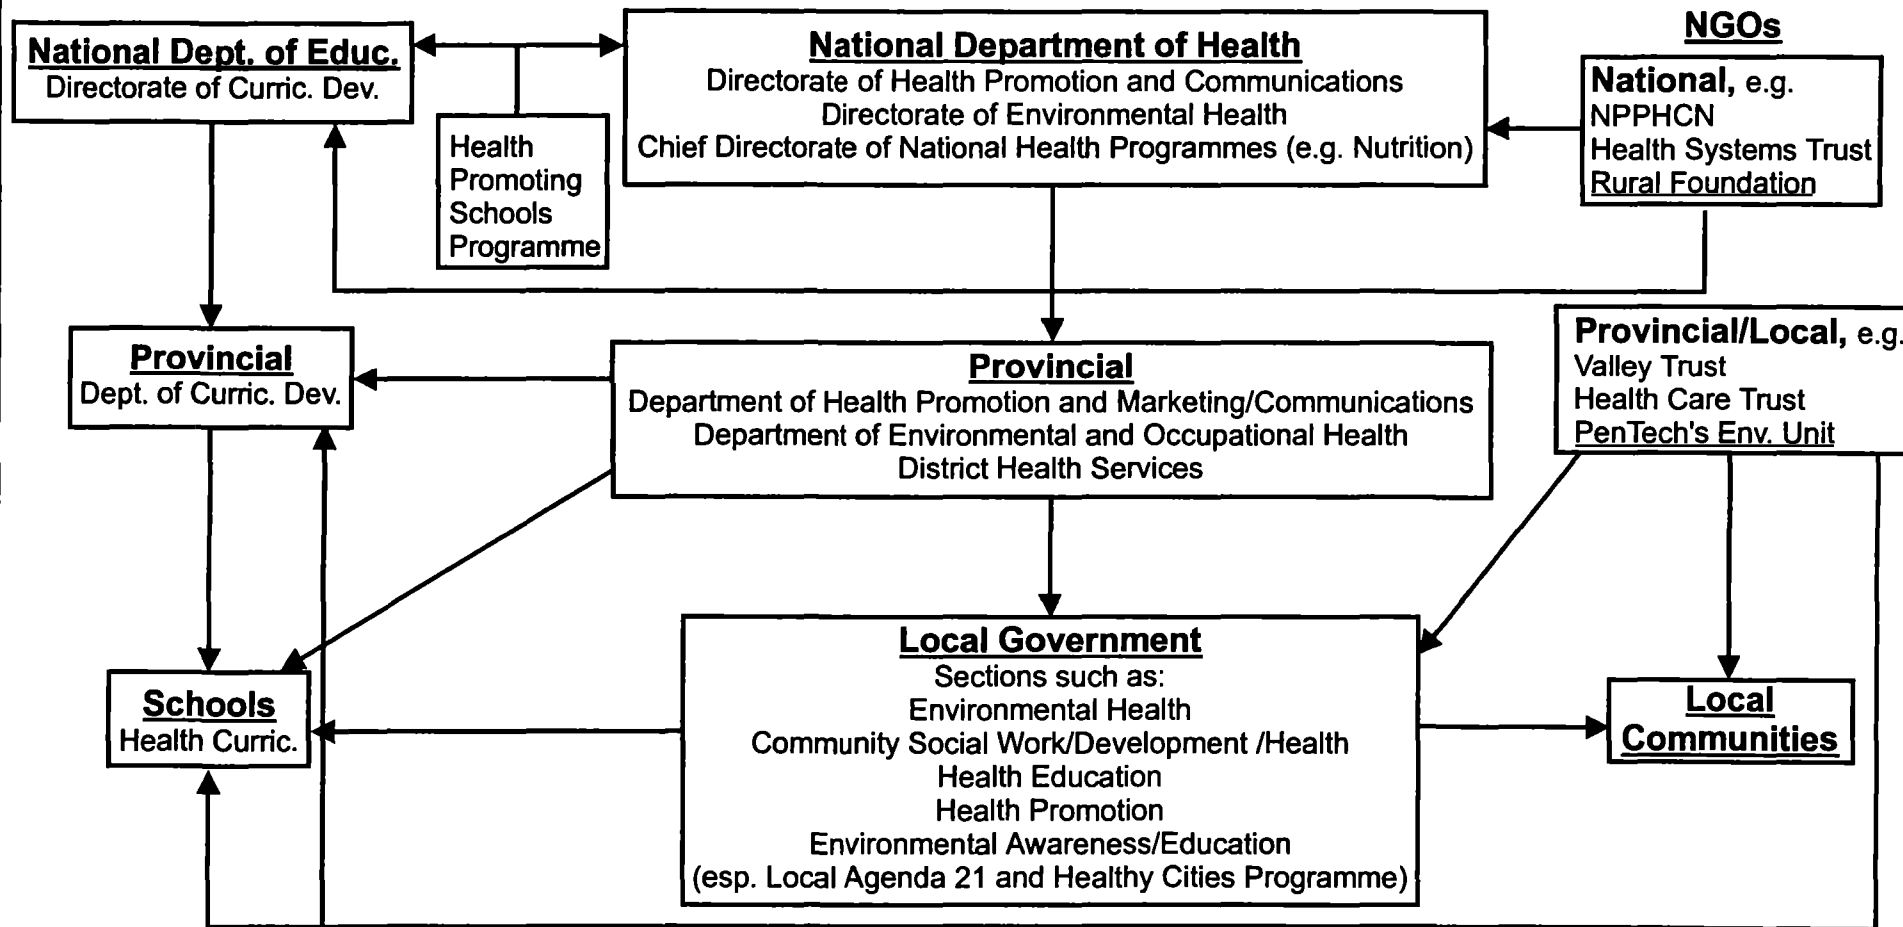 National Dept. of Educ.
Directorate of Curric. Dev.
National Department of Health
Directorate of Health Promotion and Communications
Directorate of Environmental Health
Chief Directorate of National Health Programmes (e.g. Nutrition)
NGOs
National, e.g.
NPPHCN
Health Systems Trust
Rural Foundation
Health
Promoting
Schools
Programme
Provincial
Dept. of Curric. Dev.
Provincial
Department of Health Promotion and Marketing/Communications
Department of Environmental and Occupational Health
District Health Services
Provincial/Local, e.g.
Valley Trust
Health Care Trust
PenTech's Env. Unit
Schools
Health Curric.
Local Government
Sections such as:
Environmental Health
Community Social Work/Development /Health
Health Education
Health Promotion
Environmental Awareness/Education
(esp. Local Agenda 21 and Healthy Cities Programme)
Local
Communities